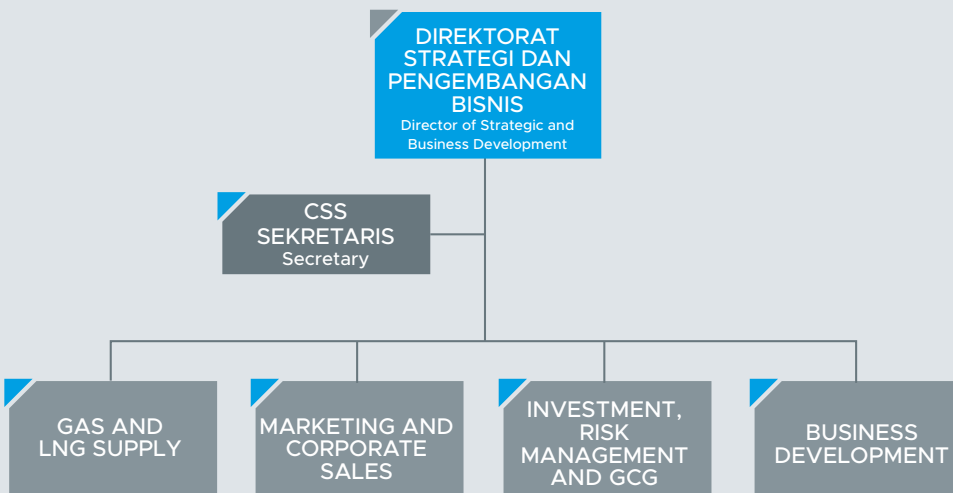 DIREKTORAT
STRATEGI DAN
PENGEMBANGAN
BISNIS
Director of Strategic and
Business Development
CSS
SEKRETARIS
Secretary
GAS AND
LNG SUPPLY
MARKETING AND
CORPORATE
SALES
INVESTMENT,
RISK
MANAGEMENT
AND GCG
BUSINESS
DEVELOPMENT